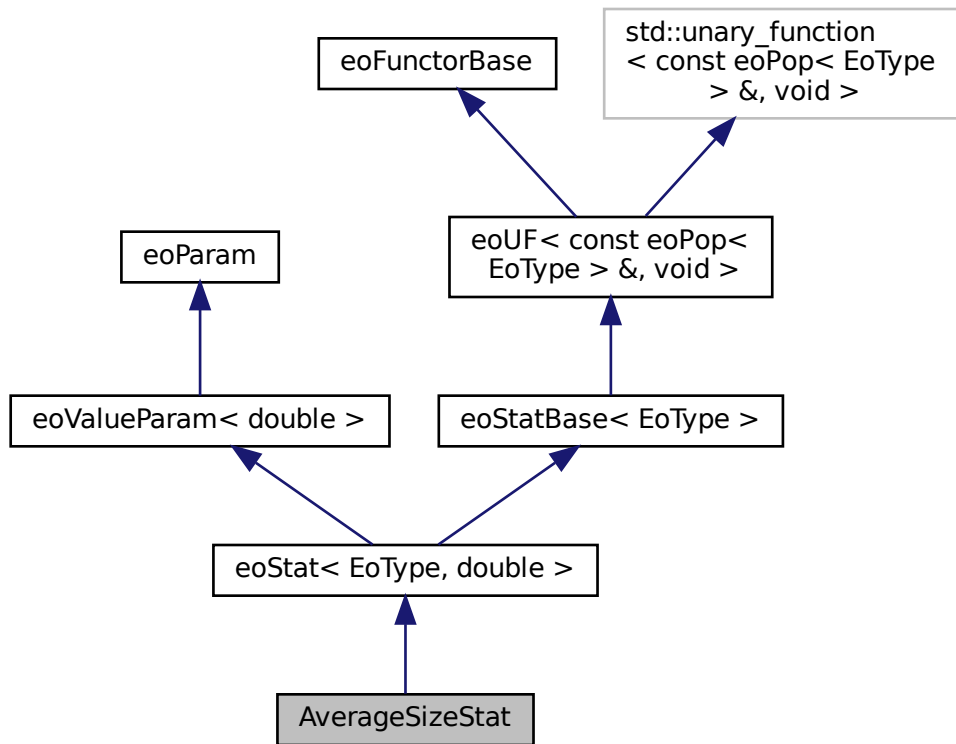 eoFunctorBase
std::unary_function
< const eoPop< EoType
> &, void >
eoParam
eoUF< const eoPop<
EoType > &, void >
eoValueParam< double >
eoStatBase< EoType >
eoStat< EoType, double >
AverageSizeStat